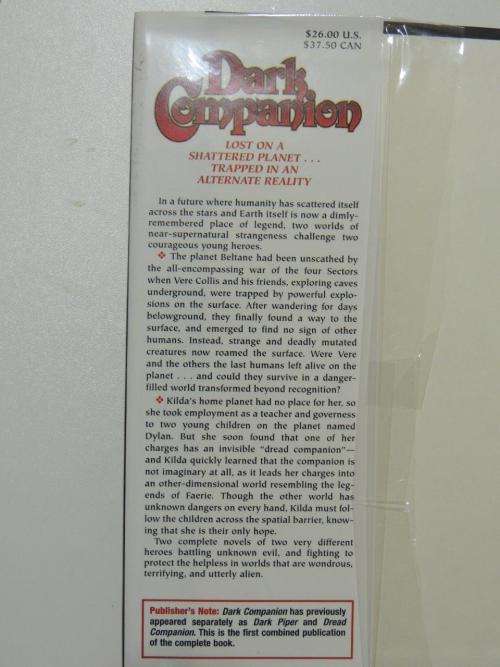 $26.00 U.S.
$37.50 CAN
Dark
Companion
LOST ON A
SHATTERED PLANET . . .
TRAPPED IN AN
ALTERNATE REALITY
In a future where humanity has scattered itself
across the stars and Earth itself is now a dimly-
remembered place of legend, two worlds of
near-supernatural strangeness challenge two
courageous young heroes.
❖ The planet Beltane had been unscathed by
the all-encompassing war of the four Sectors
when Vere Collis and his friends, exploring caves
underground, were trapped by powerful explo-
sions on the surface. After wandering for days
belowground, they finally found a way to the
surface, and emerged to find no sign of other
humans. Instead, strange and deadly mutated
creatures now roamed the surface. Were Vere
and the others the last humans left alive on the
planet . . . and could they survive in a danger-
filled world transformed beyond recognition?
❖ Kilda's home planet had no place for her, so
she took employment as a teacher and governess
to two young children on the planet named
Dylan. But she soon found that one of her
charges has an invisible “dread companion”—
and Kilda quickly learned that the companion is
not imaginary at all, as it leads her charges into
an other-dimensional world resembling the leg-
ends of Faerie. Though the other world has
unknown dangers on every hand, Kilda must fol-
low the children across the spatial barrier, know-
ing that she is their only hope.
Two complete novels of two very different
heroes battling unknown evil, and fighting to
protect the helpless in worlds that are wondrous,
terrifying, and utterly alien.
Publisher's Note: Dark Companion has previously
appeared separately as Dark Piper and Dread
Companion. This is the first combined publication
of the complete book.